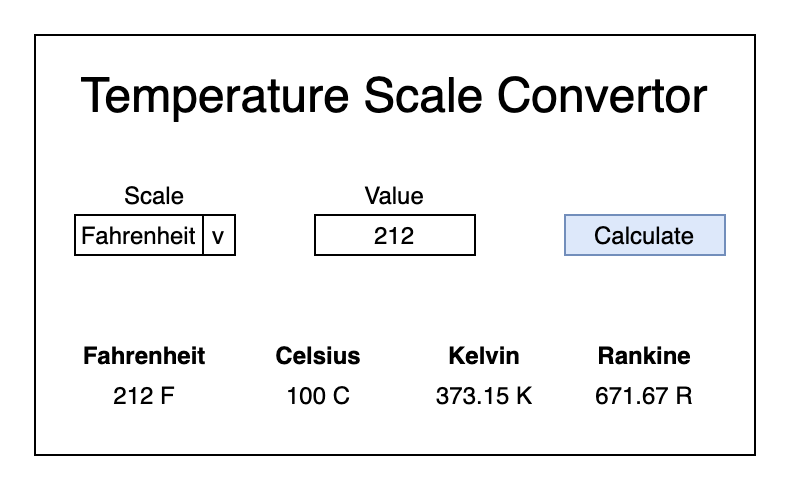 Temperature Scale Convertor
Scale Value
Fahrenheit v 212 Calculate
Fahrenheit Celsius Kelvin Rankine
212 F 100 C 373.15 K 671.67 R